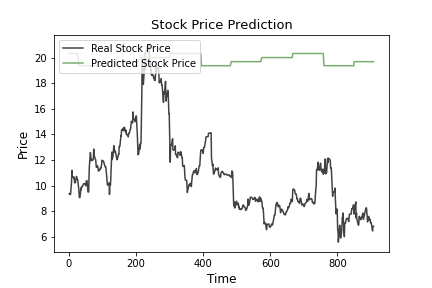 Stock Price Prediction
Real Stock Price
Predicted Stock Price
Price
20
18
16
14
12
10
8
6
0 200 400 600 800
Time